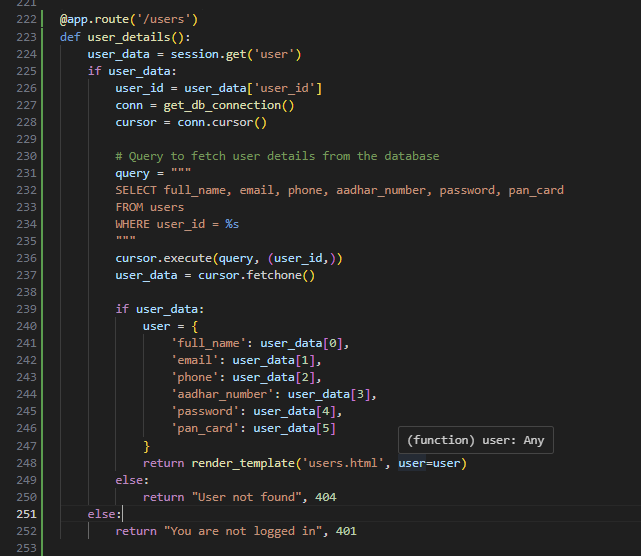 221
222 @app.route('/users')
223 def user_details():
224     user_data = session.get('user')
225     if user_data:
226         user_id = user_data['user_id']
227         conn = get_db_connection()
228         cursor = conn.cursor()
229
230         # Query to fetch user details from the database
231         query = """
232         SELECT full_name, email, phone, aadhar_number, password, pan_card
233         FROM users
234         WHERE user_id = %s
235         """
236         cursor.execute(query, (user_id,))
237         user_data = cursor.fetchone()
238
239         if user_data:
240             user = {
241                 'full_name': user_data[0],
242                 'email': user_data[1],
243                 'phone': user_data[2],
244                 'aadhar_number': user_data[3],
245                 'password': user_data[4],
246                 'pan_card': user_data[5]
(function) user: Any
247             }
248             return render_template('users.html', user=user)
249         else:
250             return "User not found", 404
251     else:
252         return "You are not logged in", 401
253